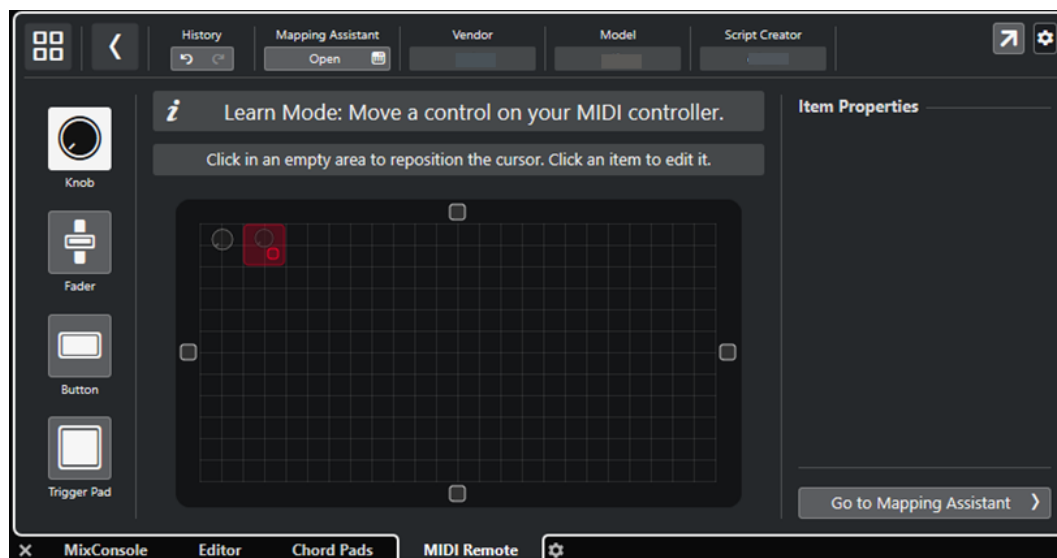 History
Mapping Assistant
Vendor
Model
Script Creator
Open
i Learn Mode: Move a control on your MIDI controller.
Item Properties
Click in an empty area to reposition the cursor. Click an item to edit it.
Knob
Fader
Button
Trigger Pad
Go to Mapping Assistant
MixConsole Editor Chord Pads MIDI Remote